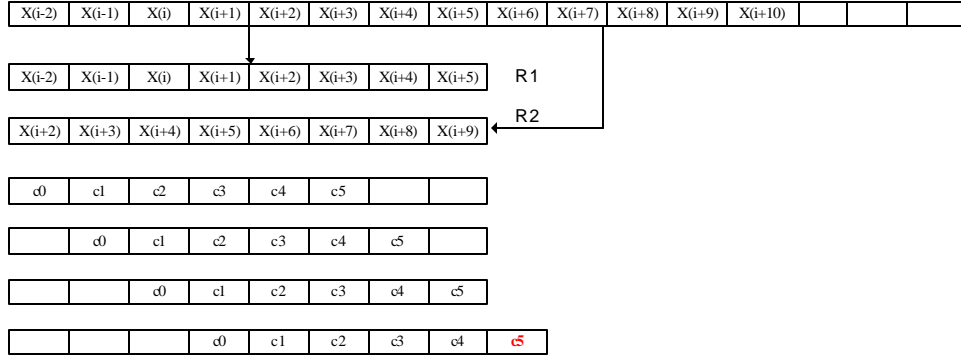 X(i-2) X(i-1) X(i) X(i+1) X(i+2) X(i+3) X(i+4) X(i+5) X(i+6) X(i+7) X(i+8) X(i+9) X(i+10)
X(i-2) X(i-1) X(i) X(i+1) X(i+2) X(i+3) X(i+4) X(i+5) R1
R2
X(i+2) X(i+3) X(i+4) X(i+5) X(i+6) X(i+7) X(i+8) X(i+9)
c0 c1 c2 c3 c4 c5
c0 c1 c2 c3 c4 c5
c0 c1 c2 c3 c4 c5
c0 c1 c2 c3 c4 c5